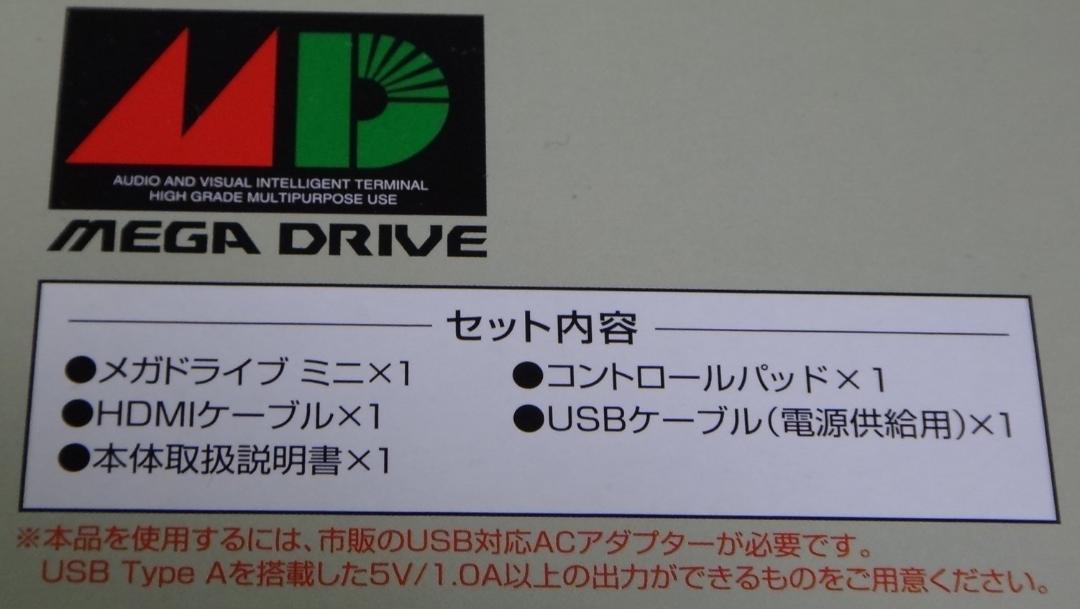 MD
AUDIO AND VISUAL INTELLIGENT TERMINAL
HIGH GRADE MULTIPURPOSE USE
MEGA DRIVE
セット内容
●メガドライブ ミニ×1
●コントロールパッド×1
●HDMIケーブル×1
●USBケーブル(電源供給用)×1
●本体取扱説明書×1
※本品を使用するには、市販のUSB対応ACアダプターが必要です。
USB Type Aを搭載した5V/1.0A以上の出力ができるものをご用意ください。